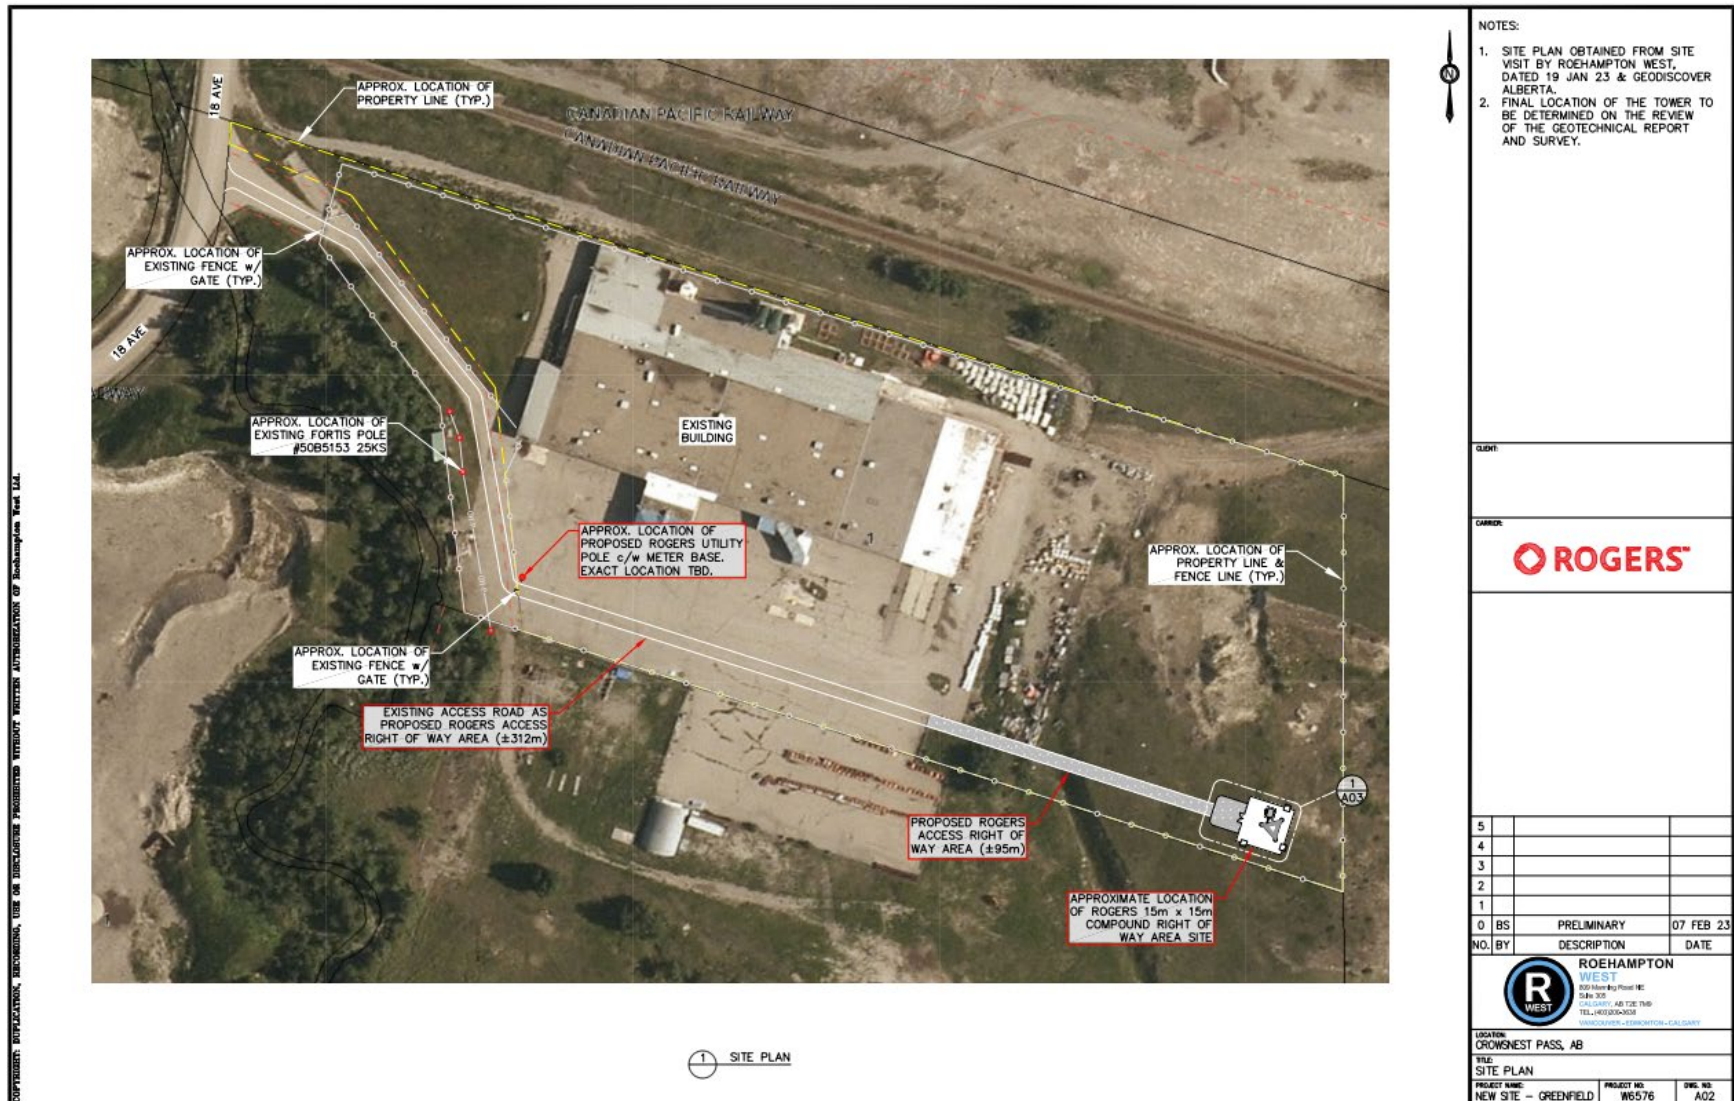 18 AVE
APPROX. LOCATION OF
PROPERTY LINE (TYP.)
CANADIAN PACIFIC RAILWAY
CANADIAN PACIFIC RAILWAY
APPROX. LOCATION OF
EXISTING FENCE w/
GATE (TYP.)
18 AVE
APPROX. LOCATION OF
EXISTING FORTIS POLE
#50B5153 25KS
EXISTING
BUILDING
APPROX. LOCATION OF
PROPOSED ROGERS UTILITY
POLE c/w METER BASE.
EXACT LOCATION TBD.
APPROX. LOCATION OF
PROPERTY LINE &
FENCE LINE (TYP.)
APPROX. LOCATION OF
EXISTING FENCE w/
GATE (TYP.)
EXISTING ACCESS ROAD AS
PROPOSED ROGERS ACCESS
RIGHT OF WAY AREA (±312m)
PROPOSED ROGERS
ACCESS RIGHT OF
WAY AREA (±95m)
1
A03
APPROXIMATE LOCATION
OF ROGERS 15m x 15m
COMPOUND RIGHT OF
WAY AREA SITE
1 SITE PLAN
COPYRIGHT: DUPLICATION, RECORDING, USE OR DISCLOSURE PROHIBITED WITHOUT WRITTEN AUTHORIZATION OF Roehampton West Ltd.
N
NOTES:
1. SITE PLAN OBTAINED FROM SITE
VISIT BY ROEHAMPTON WEST,
DATED 19 JAN 23 & GEODISCOVER
ALBERTA.
2. FINAL LOCATION OF THE TOWER TO
BE DETERMINED ON THE REVIEW
OF THE GEOTECHNICAL REPORT
AND SURVEY.
CLIENT:
CARRIER:
ROGERS™
5
4
3
2
1
0 BS PRELIMINARY 07 FEB 23
NO. BY DESCRIPTION DATE
R
WEST
ROEHAMPTON
WEST
CALGARY, AB T2E 7M9
VANCOUVER - EDMONTON - CALGARY
LOCATION:
CROWSNEST PASS, AB
TITLE:
SITE PLAN
PROJECT NAME: PROJECT NO: DWG. NO:
NEW SITE - GREENFIELD W6576 A02